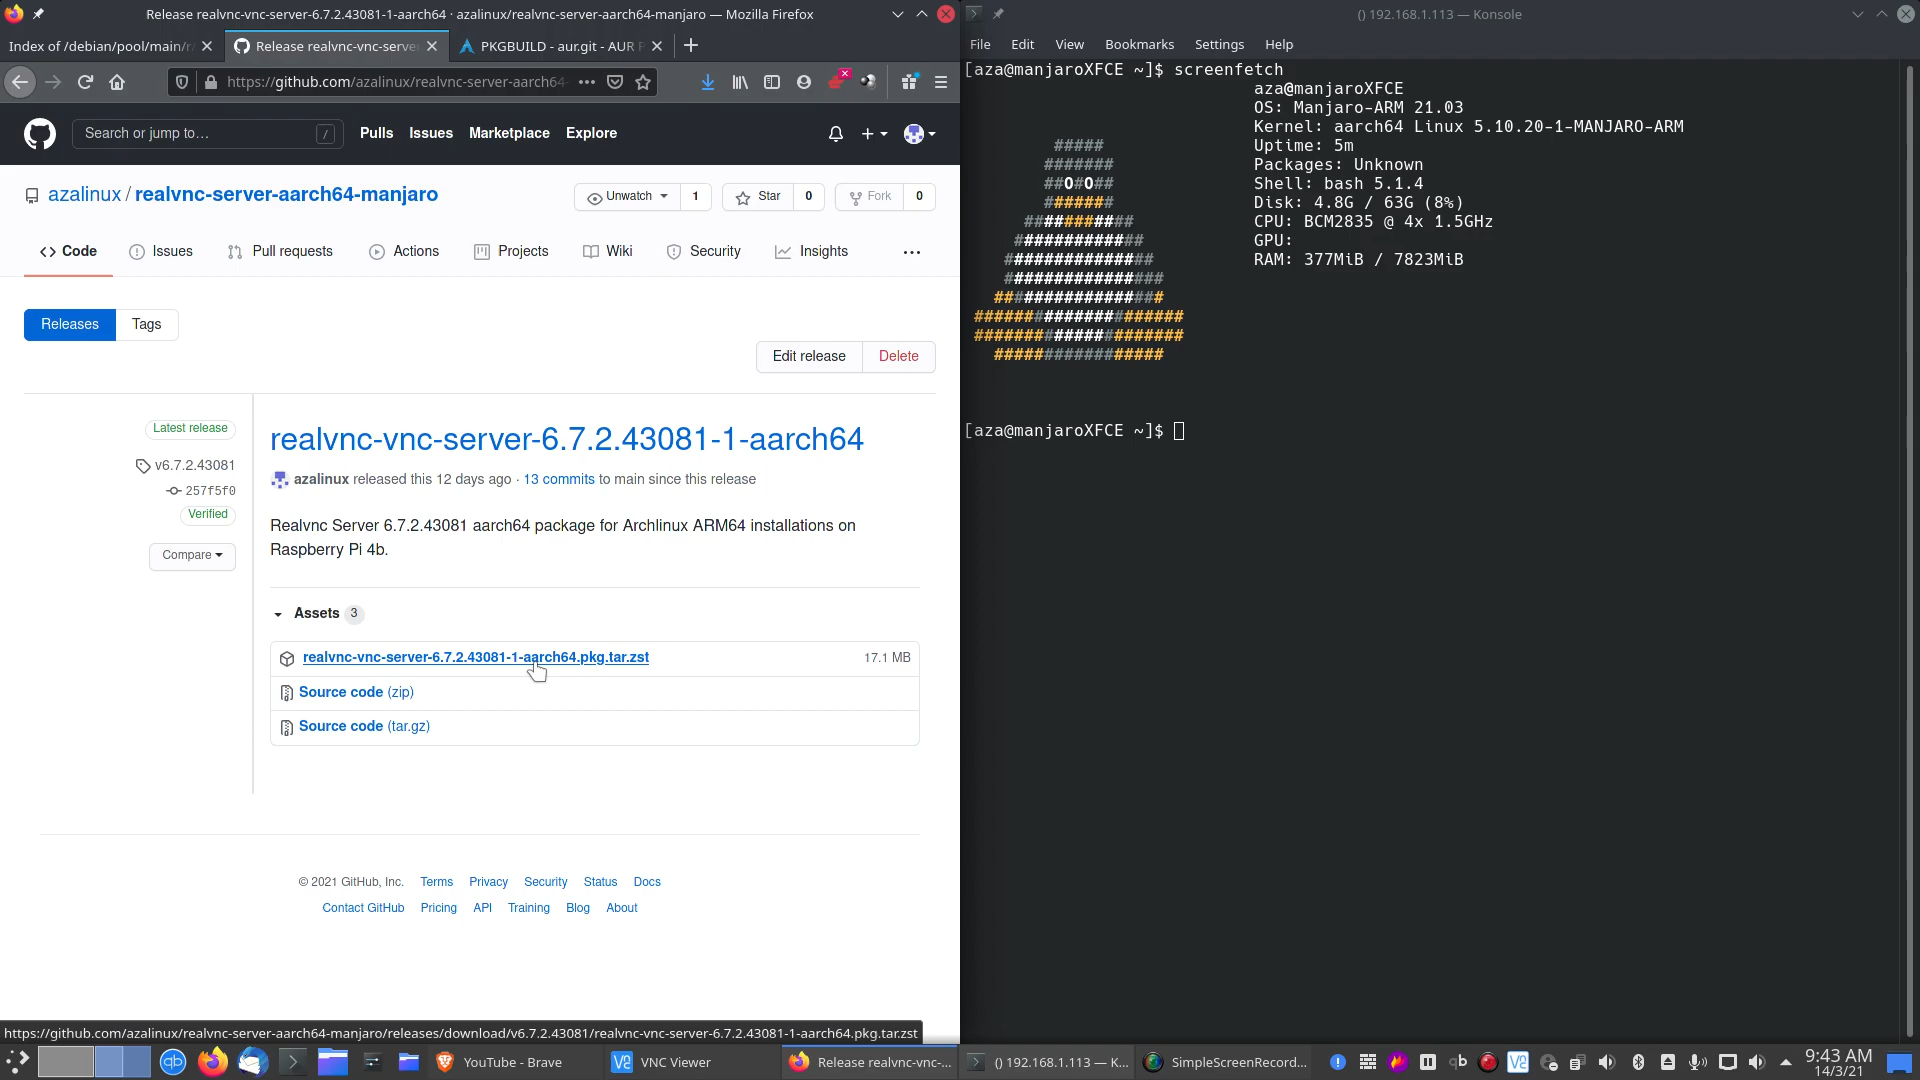 Release realvnc-vnc-server-6.7.2.43081-1-aarch64 · azalinux/realvnc-server-aarch64-manjaro — Mozilla Firefox
() 192.168.1.113 — Konsole
Index of /debian/pool/main/r
Release realvnc-vnc-serve
PKGBUILD - aur.git - AUR P
File Edit View Bookmarks Settings Help
https://github.com/azalinux/realvnc-server-aarch64-
Search or jump to… /
Pulls Issues Marketplace Explore
azalinux / realvnc-server-aarch64-manjaro
Unwatch 1
Star 0
Fork 0
Code Issues Pull requests Actions Projects Wiki Security Insights
Releases Tags
Edit release Delete
Latest release
v6.7.2.43081
257f5f0
Verified
Compare
realvnc-vnc-server-6.7.2.43081-1-aarch64
azalinux released this 12 days ago · 13 commits to main since this release
Realvnc Server 6.7.2.43081 aarch64 package for Archlinux ARM64 installations on
Raspberry Pi 4b.
Assets 3
realvnc-vnc-server-6.7.2.43081-1-aarch64.pkg.tar.zst 17.1 MB
Source code (zip)
Source code (tar.gz)
© 2021 GitHub, Inc. Terms Privacy Security Status Docs
Contact GitHub Pricing API Training Blog About
https://github.com/azalinux/realvnc-server-aarch64-manjaro/releases/download/v6.7.2.43081/realvnc-vnc-server-6.7.2.43081-1-aarch64.pkg.tar.zst
[aza@manjaroXFCE ~]$ screenfetch
aza@manjaroXFCE
OS: Manjaro-ARM 21.03
Kernel: aarch64 Linux 5.10.20-1-MANJARO-ARM
##### Uptime: 5m
####### Packages: Unknown
##O#O## Shell: bash 5.1.4
####### Disk: 4.8G / 63G (8%)
########### CPU: BCM2835 @ 4x 1.5GHz
############# GPU:
############### RAM: 377MiB / 7823MiB
################
#################
#####################
#####################
#################
[aza@manjaroXFCE ~]$
qb
YouTube - Brave
V2 VNC Viewer
Release realvnc-vnc-...
() 192.168.1.113 — K...
SimpleScreenRecord...
qb
V2
9:43 AM
14/3/21